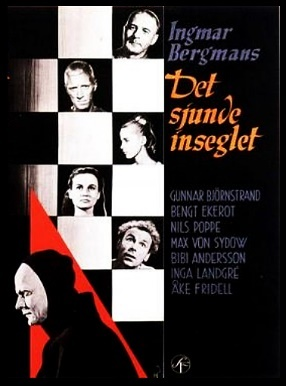 Ingmar
Bergmans
Det
sjunde
inseglet
GUNNAR BJÖRNSTRAND
BENGT EKEROT
NILS POPPE
MAX VON SYDOW
BIBI ANDERSSON
INGA LANDGRÉ
ÅKE FRIDELL